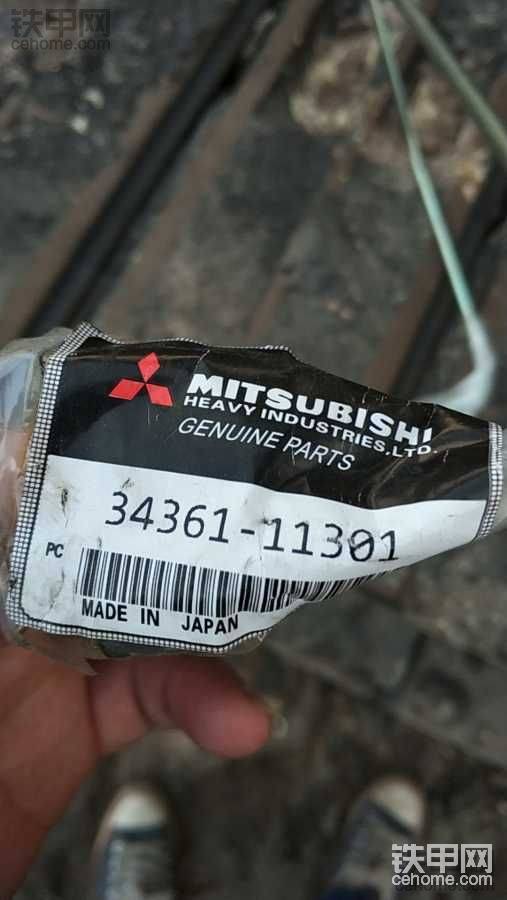 铁甲网
cehome.com
MITSUBISHI
HEAVY INDUSTRIES,LTD.
GENUINE PARTS
34361-11301
PC
MADE IN JAPAN
铁甲网
cehome.com